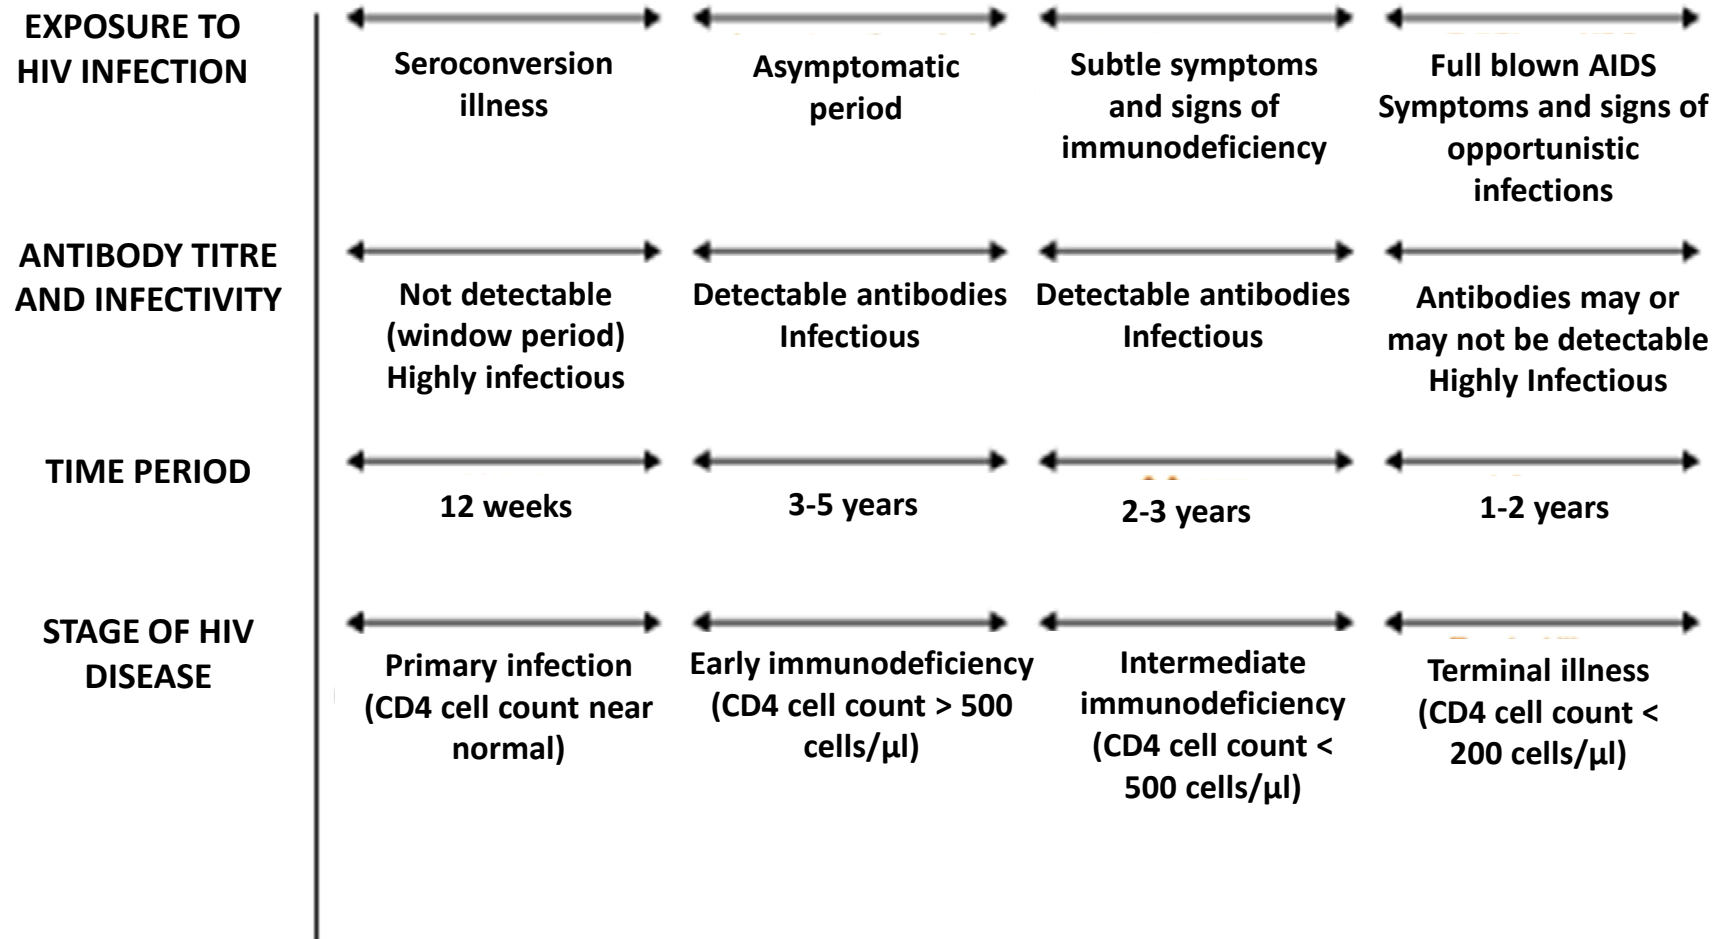 EXPOSURE TO
HIV INFECTION
Seroconversion
illness
Asymptomatic
period
Subtle symptoms
and signs of
immunodeficiency
Full blown AIDS
Symptoms and signs of
opportunistic
infections
ANTIBODY TITRE
AND INFECTIVITY
Not detectable
(window period)
Highly infectious
Detectable antibodies
Infectious
Detectable antibodies
Infectious
Antibodies may or
may not be detectable
Highly Infectious
TIME PERIOD
12 weeks
3-5 years
2-3 years
1-2 years
STAGE OF HIV
DISEASE
Primary infection
(CD4 cell count near
normal)
Early immunodeficiency
(CD4 cell count > 500
cells/µl)
Intermediate
immunodeficiency
(CD4 cell count <
500 cells/µl)
Terminal illness
(CD4 cell count <
200 cells/µl)